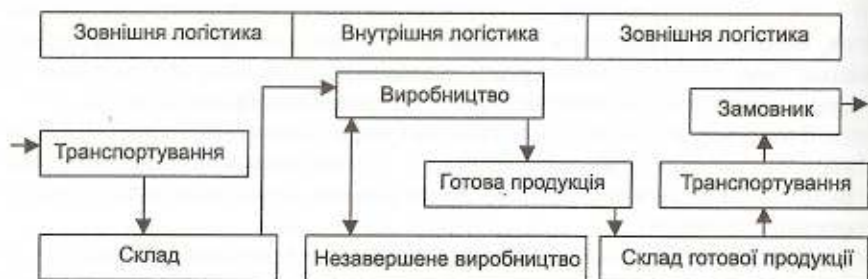 Зовнішня логістика Внутрішня логістика Зовнішня логістика
Виробництво
Замовник
Транспортування
Готова продукція
Транспортування
Склад
Незавершене виробництво
Склад готової продукції